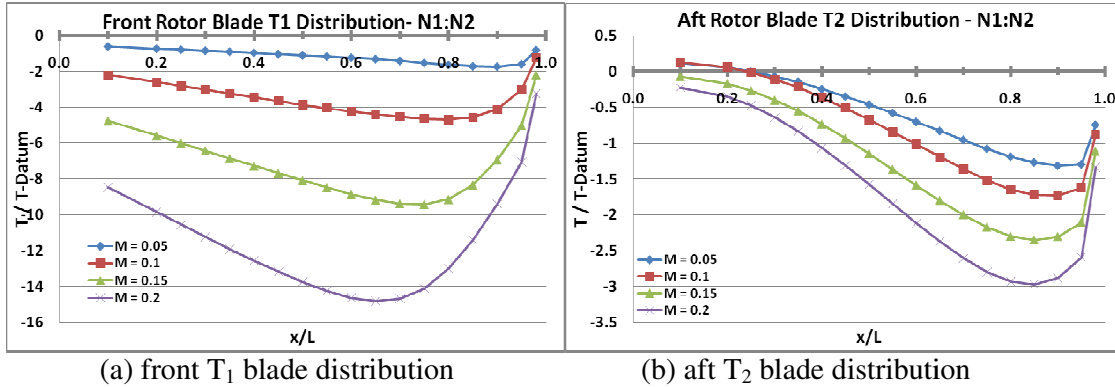 Front Rotor Blade T1 Distribution- N1:N2
0
-2
-4
-6
-8
-10
-12
-14
-16
0.0 0.2 0.4 0.6 0.8 1.0
T / T-Datum
M = 0.05
M = 0.1
M = 0.15
M = 0.2
x/L
(a) front T1 blade distribution
Aft Rotor Blade T2 Distribution - N1:N2
0.5
0
-0.5
-1
-1.5
-2
-2.5
-3
-3.5
0.0 0.2 0.4 0.6 0.8 1.0
T / T-Datum
M = 0.05
M = 0.1
M = 0.15
M = 0.2
x/L
(b) aft T2 blade distribution